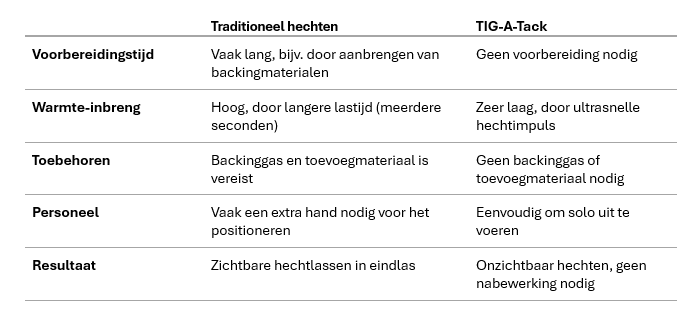 Traditioneel hechten TIG-A-Tack
Voorbereidingstijd Vaak lang, bijv. door aanbrengen van Geen voorbereiding nodig
backingmaterialen
Warmte-inbreng Hoog, door langere lastijd (meerdere Zeer laag, door ultrasnelle
seconden) hechtimpuls
Toebehoren Backinggas en toevoegmateriaal is Geen backinggas of
vereist toevoegmateriaal nodig
Personeel Vaak een extra hand nodig voor het Eenvoudig om solo uit te
positioneren voeren
Resultaat Zichtbare hechtlassen in eindlas Onzichtbaar hechten, geen
nabewerking nodig